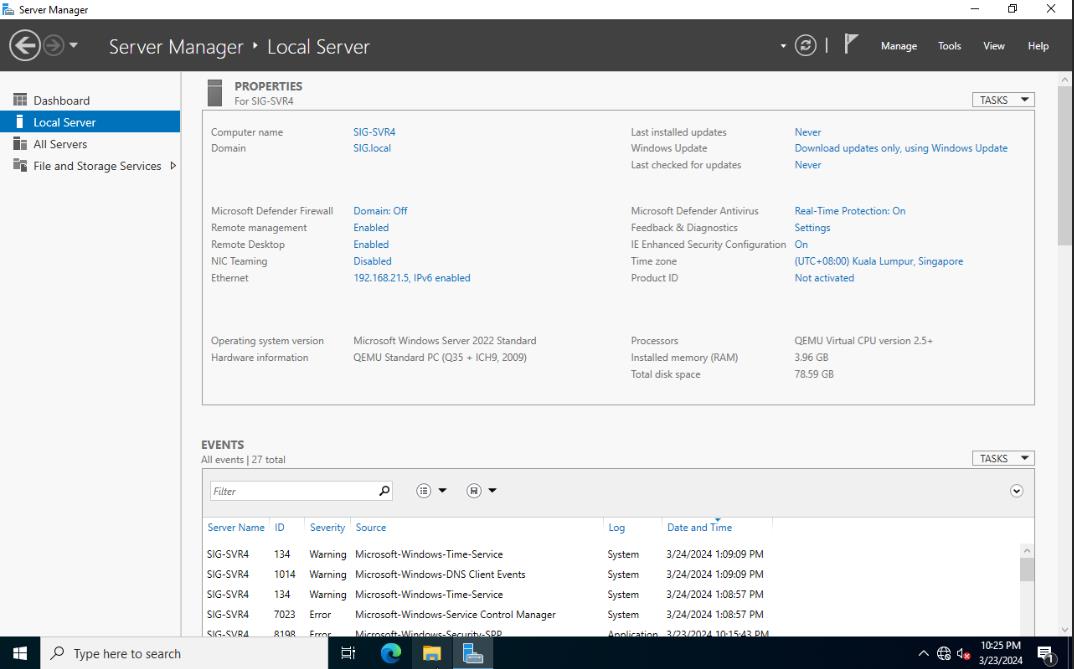 Server Manager
Server Manager ‣ Local Server
Manage Tools View Help
Dashboard
Local Server
All Servers
File and Storage Services
PROPERTIES
For SIG-SVR4
TASKS
Computer name SIG-SVR4
Domain SIG.local
Last installed updates Never
Windows Update Download updates only, using Windows Update
Last checked for updates Never
Microsoft Defender Firewall Domain: Off
Remote management Enabled
Remote Desktop Enabled
NIC Teaming Disabled
Ethernet 192.168.21.5, IPv6 enabled
Microsoft Defender Antivirus Real-Time Protection: On
Feedback & Diagnostics Settings
IE Enhanced Security Configuration On
Time zone (UTC+08:00) Kuala Lumpur, Singapore
Product ID Not activated
Operating system version Microsoft Windows Server 2022 Standard
Hardware information QEMU Standard PC (Q35 + ICH9, 2009)
Processors QEMU Virtual CPU version 2.5+
Installed memory (RAM) 3.96 GB
Total disk space 78.59 GB
EVENTS
All events | 27 total
TASKS
Filter
Server Name ID Severity Source Log Date and Time
SIG-SVR4 134 Warning Microsoft-Windows-Time-Service System 3/24/2024 1:09:09 PM
SIG-SVR4 1014 Warning Microsoft-Windows-DNS Client Events System 3/24/2024 1:09:09 PM
SIG-SVR4 134 Warning Microsoft-Windows-Time-Service System 3/24/2024 1:08:57 PM
SIG-SVR4 7023 Error Microsoft-Windows-Service Control Manager System 3/24/2024 1:08:57 PM
SIG-SVR4 8198 Error Microsoft-Windows-Security-SPP Application 3/23/2024 10:15:43 PM
Type here to search
10:25 PM
3/23/2024
1